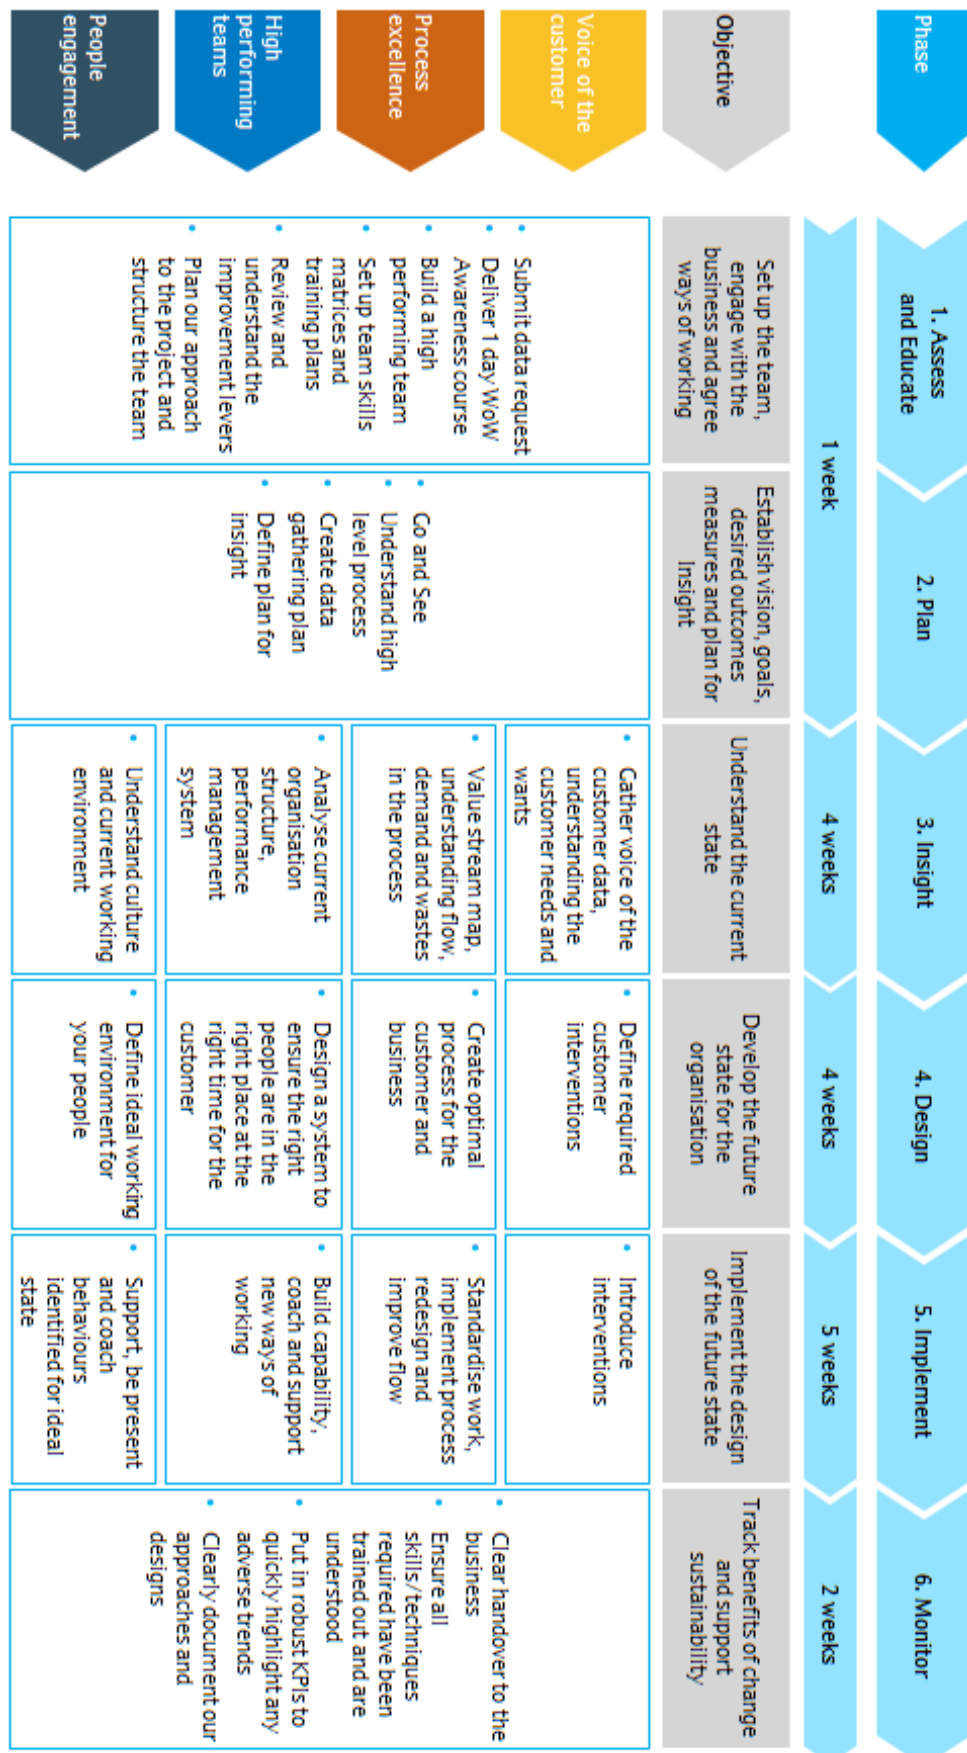 Phase
1. Assess
and Educate
2. Plan
3. Insight
4. Design
5. Implement
6. Monitor
1 week
4 weeks
4 weeks
5 weeks
2 weeks
Objective
Set up the team,
engage with the
business and agree
ways of working
Establish vision, goals,
desired outcomes
measures and plan for
Insight
Understand the current
state
Develop the future
state for the
organisation
Implement the design
of the future state
Track benefits of change
and support
sustainability
Voice of the
customer
Process
excellence
High
performing
teams
People
engagement
• Submit data request
• Deliver 1 day WoW
Awareness course
• Build a high
performing team
• Set up team skills
matrices and
training plans
• Review and
understand the
improvement levers
• Plan our approach
to the project and
structure the team
• Go and See
• Understand high
level process
• Create data
gathering plan
• Define plan for
insight
• Gather voice of the
customer data,
understanding the
customer needs and
wants
• Define required
customer
interventions
• Introduce
interventions
• Value stream map,
understanding flow,
demand and wastes
in the process
• Create optimal
process for the
customer and
business
• Standardise work,
implement process
redesign and
improve flow
• Analyse current
organisation
structure,
performance
management
system
• Design a system to
ensure the right
people are in the
right place at the
right time for the
customer
• Build capability,
coach and support
new ways of
working
• Understand culture
and current working
environment
• Define ideal working
environment for
your people
• Support, be present
and coach
behaviours
identified for ideal
state
• Clear handover to the
business
• Ensure all
skills/techniques
required have been
trained out and are
understood
• Put in robust KPIs to
quickly highlight any
adverse trends
• Clearly document our
approaches and
designs